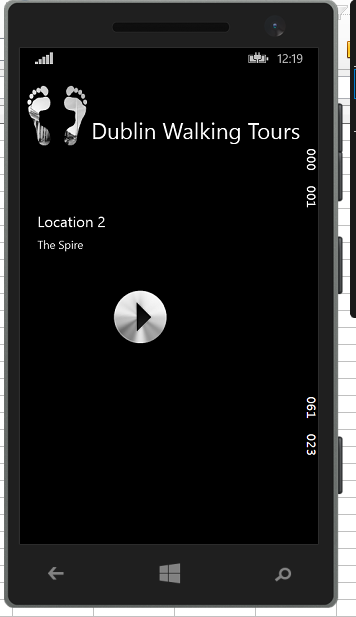 12:19
Dublin Walking Tours
000 001
Location 2
The Spire
061 023